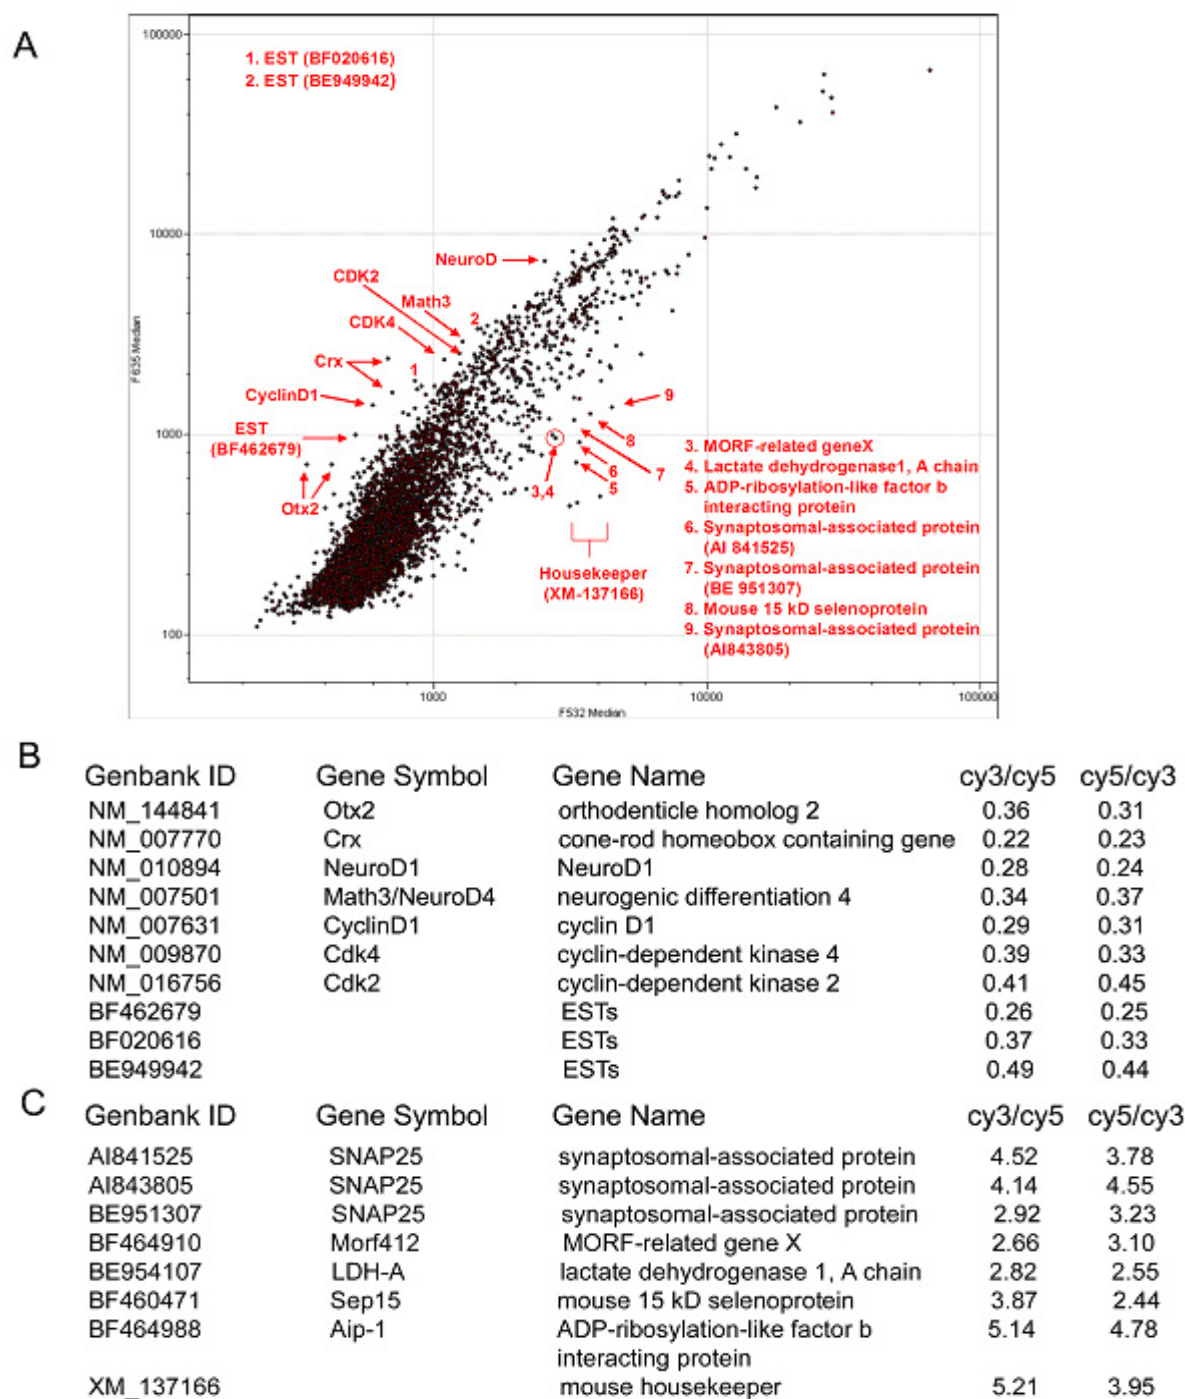 A
100000
10000
1000
100
F635 Median
1000
10000
100000
F532 Median
1. EST (BF020616)
2. EST (BE949942)
NeuroD
CDK2
Math3
2
CDK4
Crx
1
CyclinD1
EST
(BF462679)
Otx2
9
8
7
6
5
3,4
Housekeeper
(XM-137166)
3. MORF-related geneX
4. Lactate dehydrogenase1, A chain
5. ADP-ribosylation-like factor b
interacting protein
6. Synaptosomal-associated protein
(AI 841525)
7. Synaptosomal-associated protein
(BE 951307)
8. Mouse 15 kD selenoprotein
9. Synaptosomal-associated protein
(AI843805)
B
Genbank ID Gene Symbol Gene Name cy3/cy5 cy5/cy3
NM_144841 Otx2 orthodenticle homolog 2 0.36 0.31
NM_007770 Crx cone-rod homeobox containing gene 0.22 0.23
NM_010894 NeuroD1 NeuroD1 0.28 0.24
NM_007501 Math3/NeuroD4 neurogenic differentiation 4 0.34 0.37
NM_007631 CyclinD1 cyclin D1 0.29 0.31
NM_009870 Cdk4 cyclin-dependent kinase 4 0.39 0.33
NM_016756 Cdk2 cyclin-dependent kinase 2 0.41 0.45
BF462679 ESTs 0.26 0.25
BF020616 ESTs 0.37 0.33
BE949942 ESTs 0.49 0.44
C
Genbank ID Gene Symbol Gene Name cy3/cy5 cy5/cy3
AI841525 SNAP25 synaptosomal-associated protein 4.52 3.78
AI843805 SNAP25 synaptosomal-associated protein 4.14 4.55
BE951307 SNAP25 synaptosomal-associated protein 2.92 3.23
BF464910 Morf412 MORF-related gene X 2.66 3.10
BE954107 LDH-A lactate dehydrogenase 1, A chain 2.82 2.55
BF460471 Sep15 mouse 15 kD selenoprotein 3.87 2.44
BF464988 Aip-1 ADP-ribosylation-like factor b 5.14 4.78
interacting protein
XM_137166 mouse housekeeper 5.21 3.95